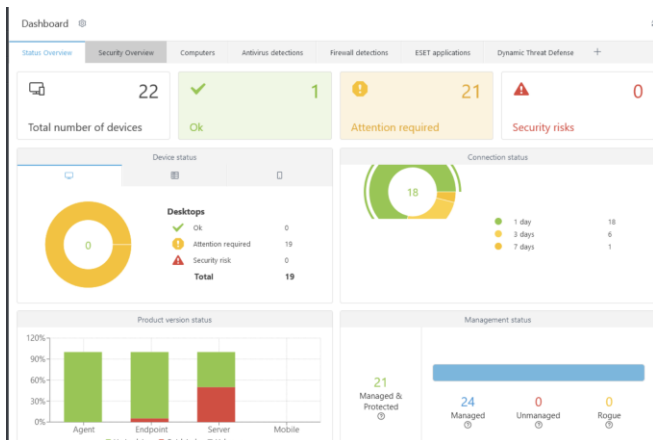 Dashboard
Status Overview Security Overview Computers Antivirus detections Firewall detections ESET applications Dynamic Threat Defense +
22 1 21 0
Total number of devices Ok Attention required Security risks
Device status
0
Desktops
Ok 0
Attention required 19
Security risk 0
Total 19
Connection status
18
1 day 18
3 days 6
7 days 1
Product version status
120%
90%
60%
30%
0%
Agent Endpoint Server Mobile
Management status
21
Managed &
Protected
24 0 0
Managed Unmanaged Rogue